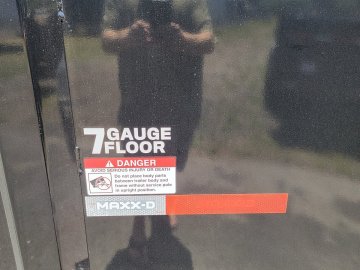 7 GAUGE
FLOOR
DANGER
AVOID SERIOUS INJURY OR DEATH
Do not place body parts
between trailer body and
frame without service pole
in upright position.
MAXX-D